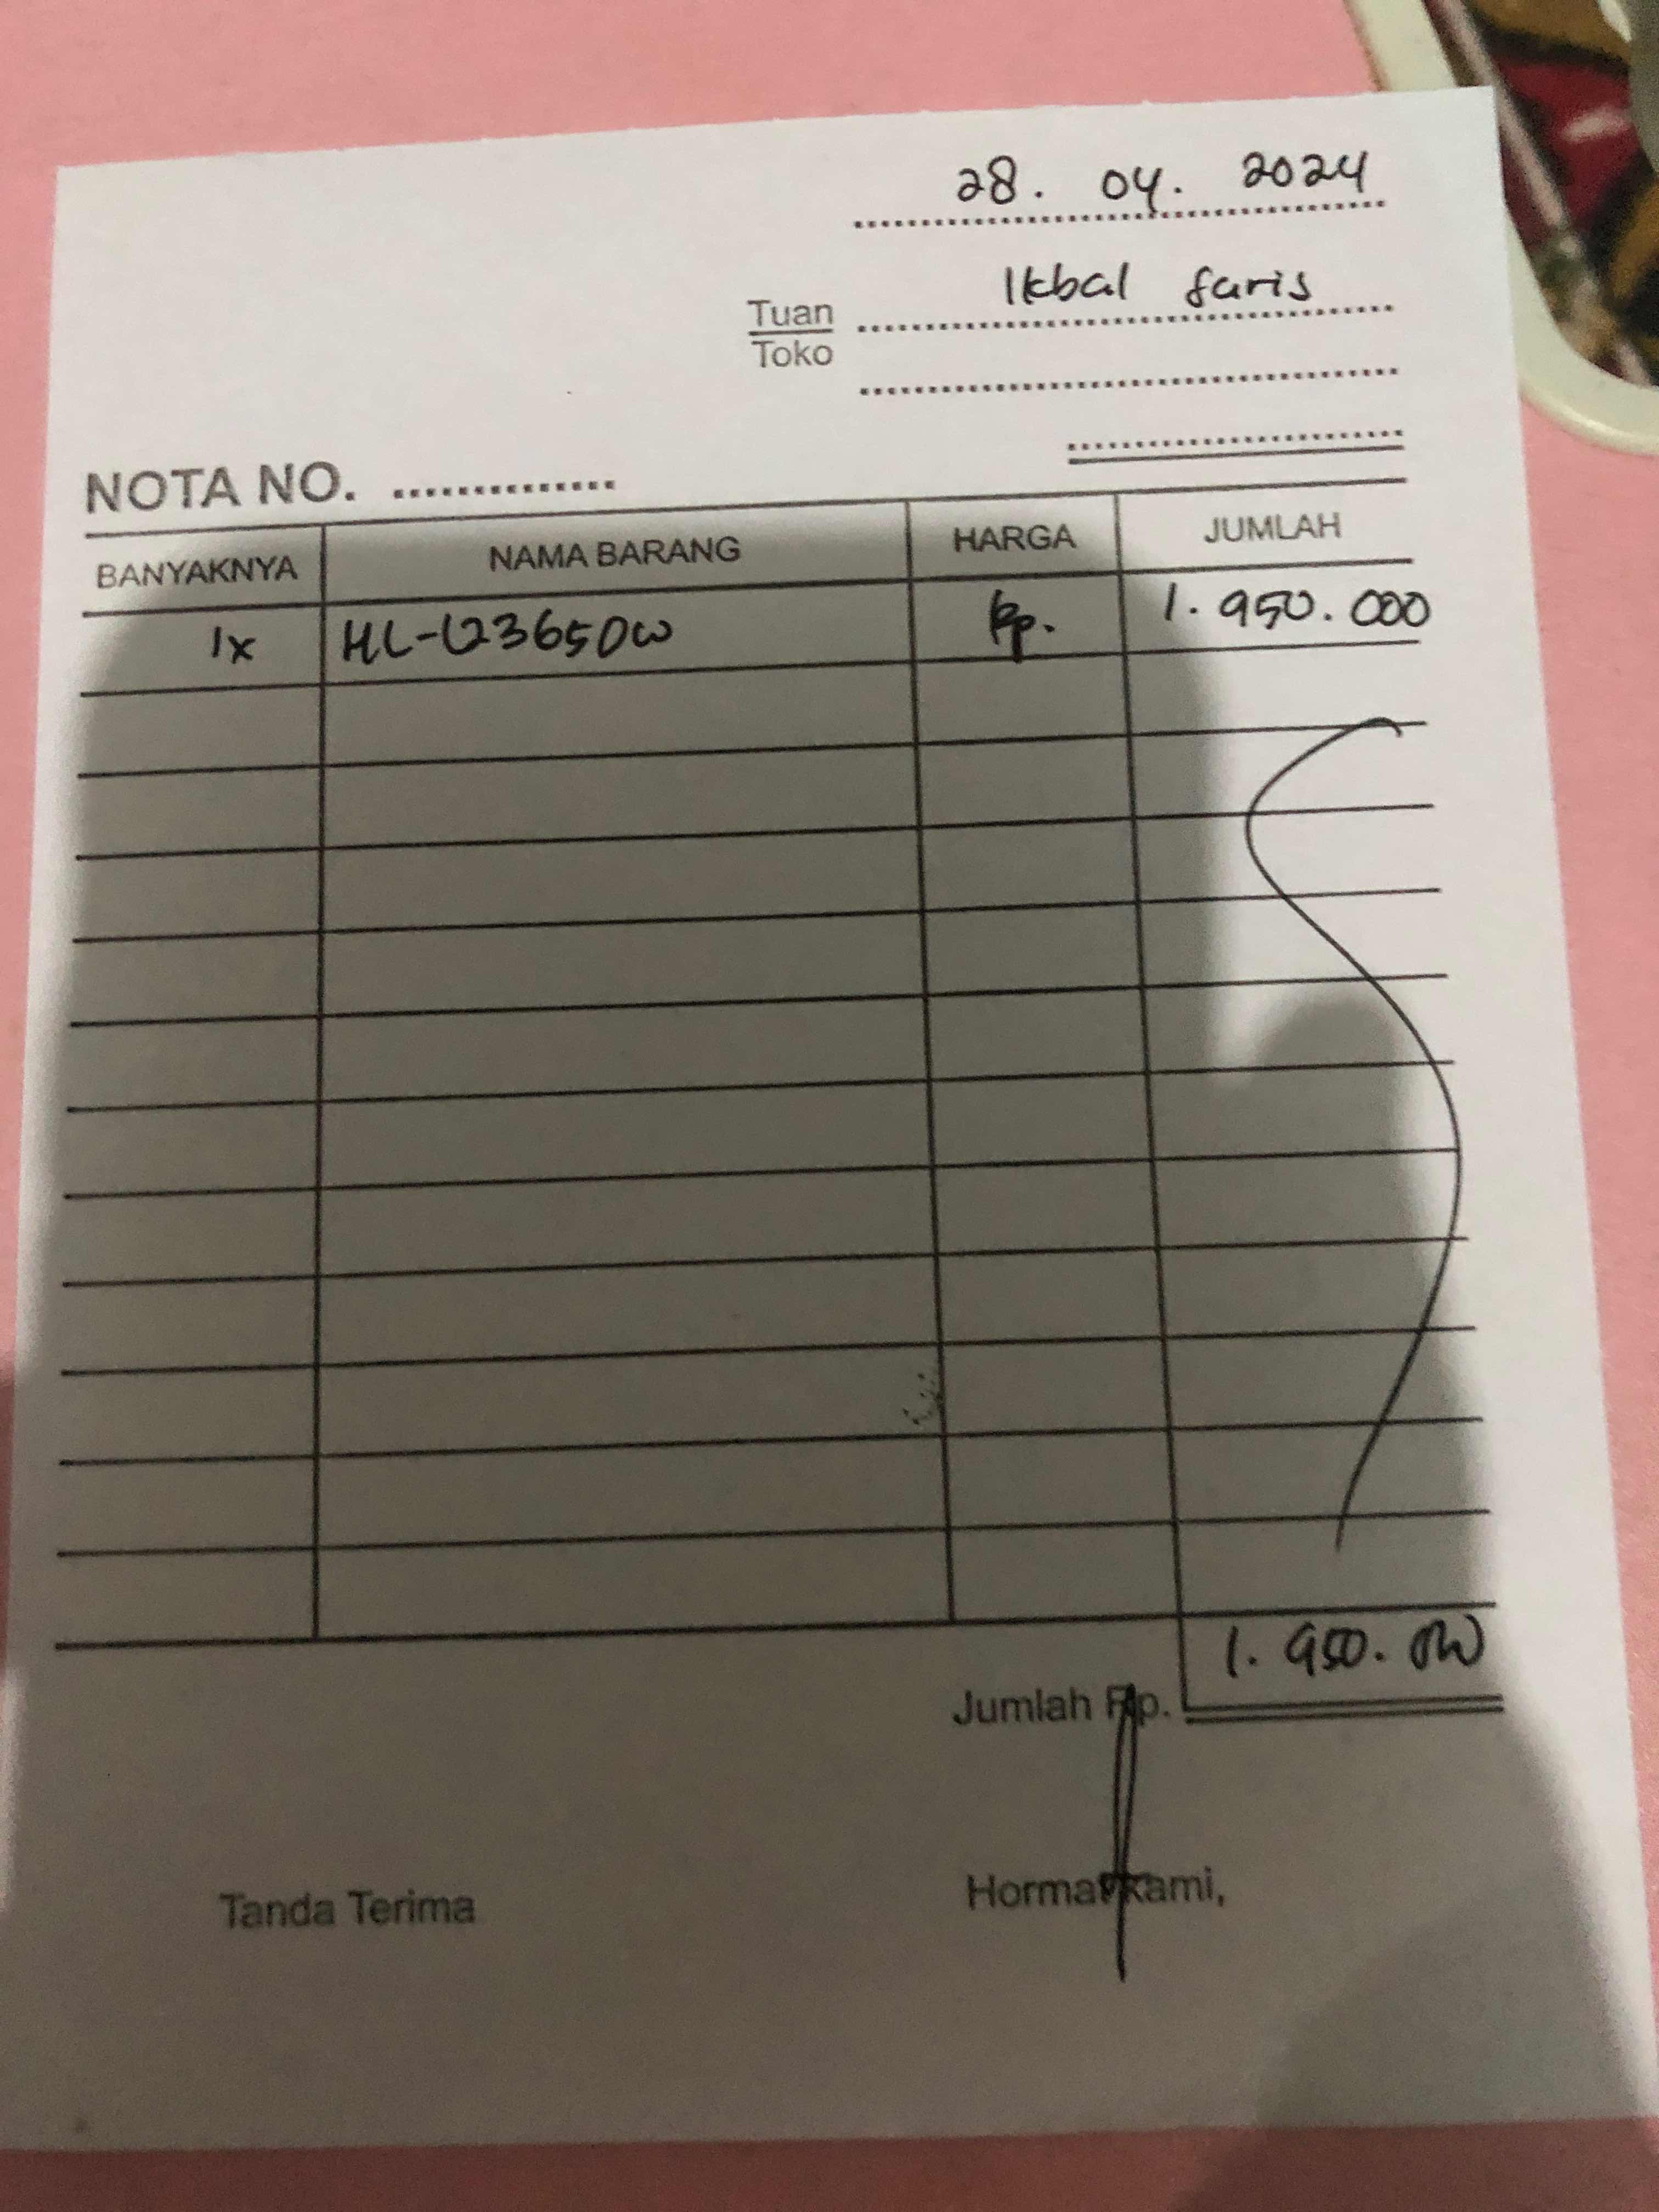 28. 04. 2024
Tuan Ikbal faris
Toko
NOTA NO. ..............
BANYAKNYA NAMA BARANG HARGA JUMLAH
1x HL-L23650W Rp. 1.950.000
Jumlah Rp. 1.950.000
Tanda Terima Hormat kami,